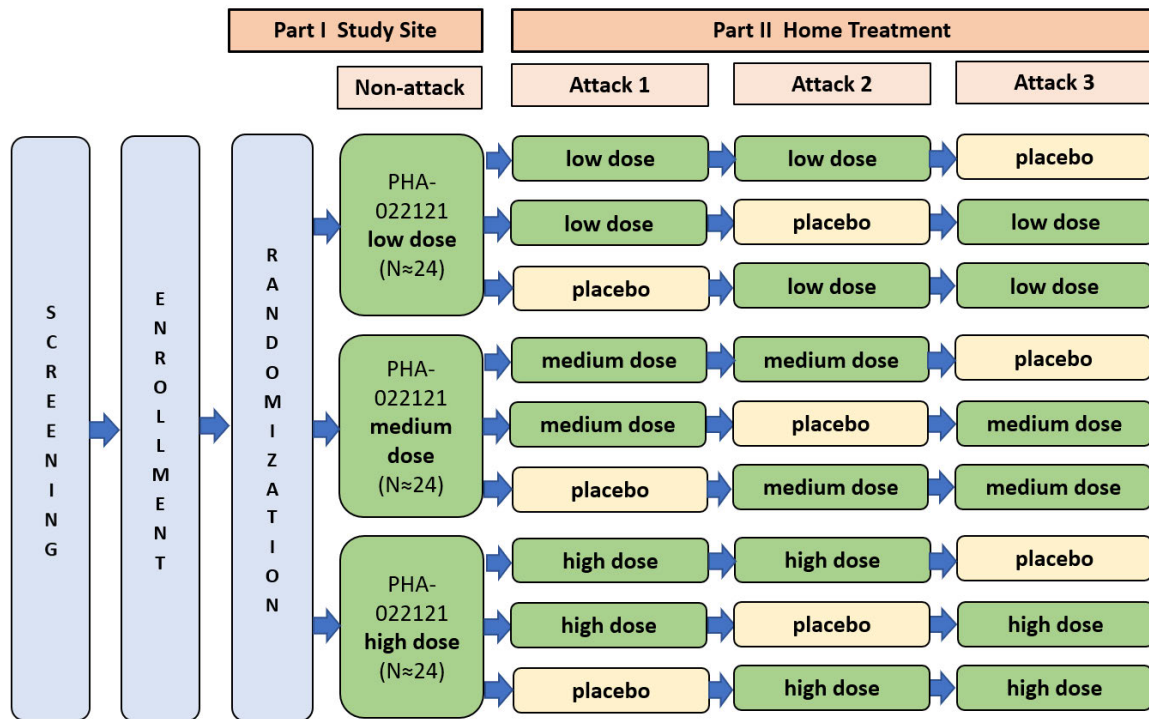 Part I Study Site
Part II Home Treatment
Non-attack
Attack 1
Attack 2
Attack 3
SCREENING
ENROLLMENT
RANDOMIZATION
PHA-
022121
low dose
(N≈24)
low dose
low dose
placebo
low dose
placebo
low dose
placebo
low dose
low dose
PHA-
022121
medium
dose
(N≈24)
medium dose
medium dose
placebo
medium dose
placebo
medium dose
placebo
medium dose
medium dose
PHA-
022121
high dose
(N≈24)
high dose
high dose
placebo
high dose
placebo
high dose
placebo
high dose
high dose